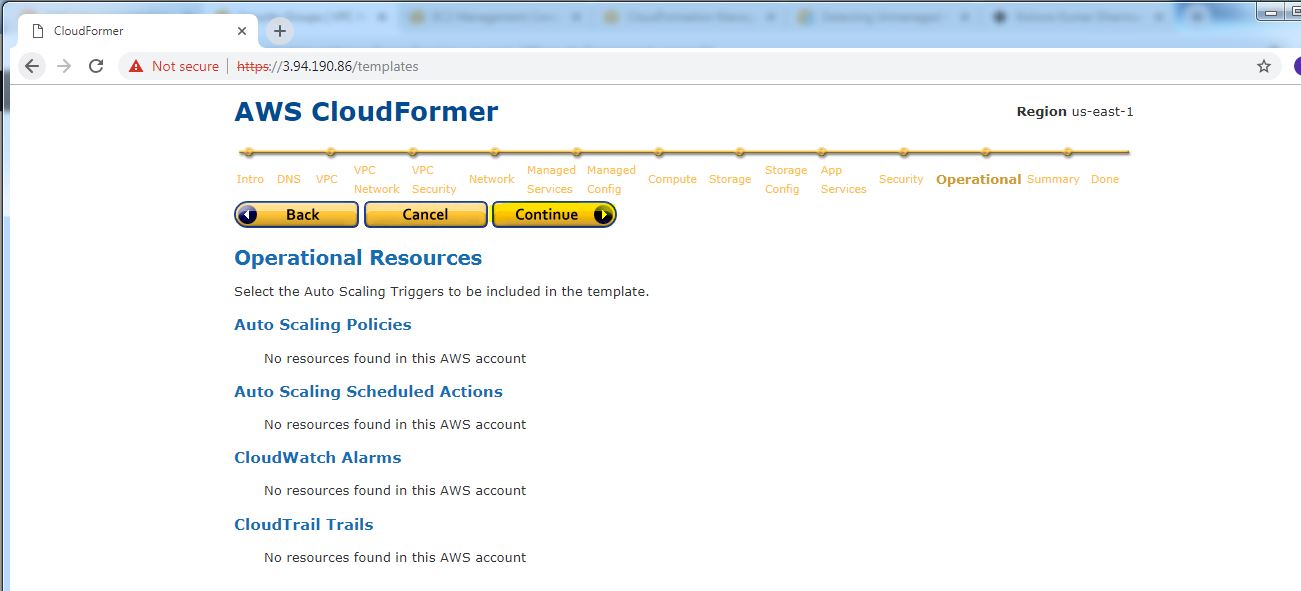 CloudFormer
Not secure https://3.94.190.86/templates
AWS CloudFormer
Region us-east-1
Intro DNS VPC VPC Network VPC Security Network Managed Services Managed Config Compute Storage Storage Config App Services Security Operational Summary Done
Back Cancel Continue
Operational Resources
Select the Auto Scaling Triggers to be included in the template.
Auto Scaling Policies
No resources found in this AWS account
Auto Scaling Scheduled Actions
No resources found in this AWS account
CloudWatch Alarms
No resources found in this AWS account
CloudTrail Trails
No resources found in this AWS account